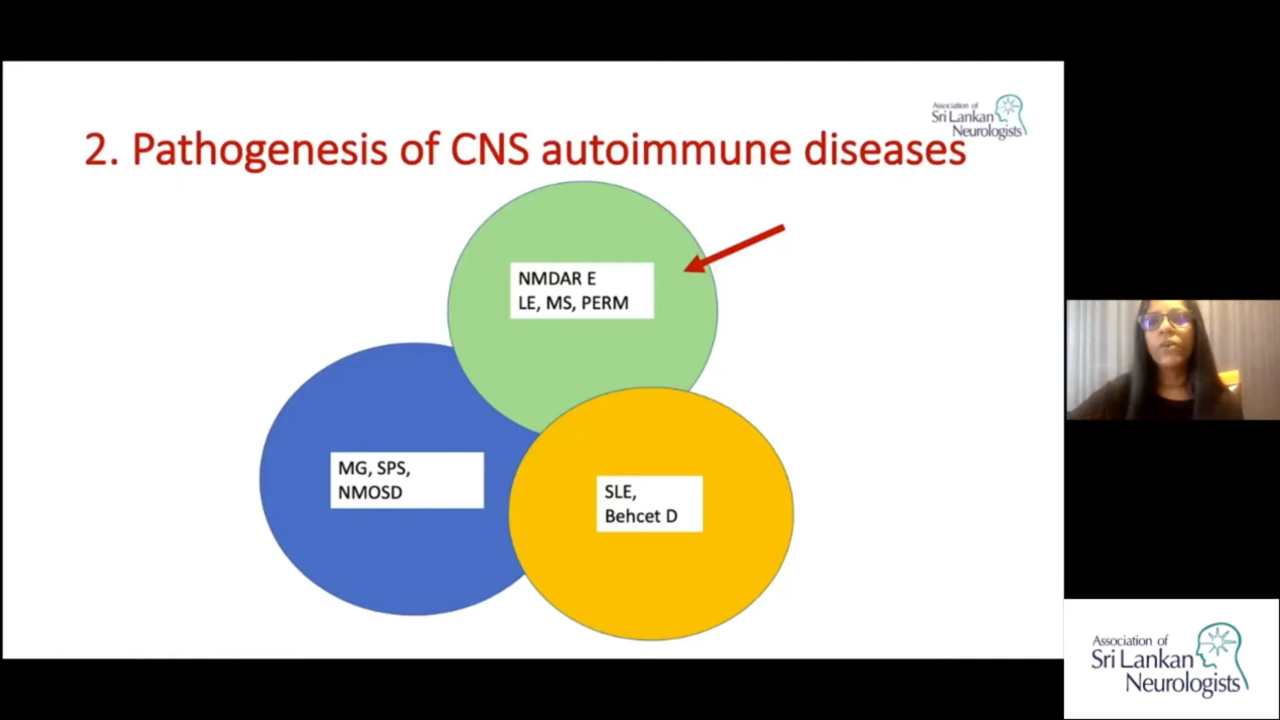 Association of
Sri Lankan
Neurologists
2. Pathogenesis of CNS autoimmune diseases
NMDAR E
LE, MS, PERM
MG, SPS,
NMOSD
SLE,
Behcet D
Association of
Sri Lankan
Neurologists